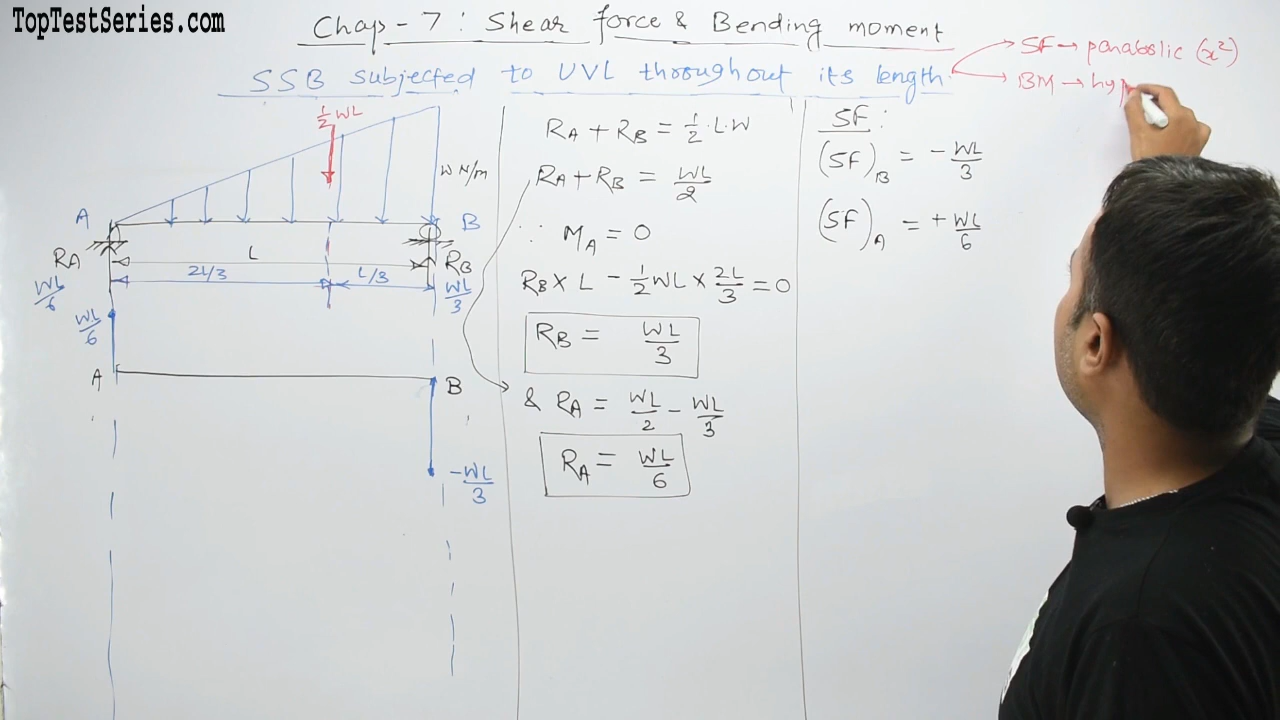 TopTestSeries.com
Chap-7: Shear force & Bending moment
SSB subjected to UVL throughout its length
SF → parabolic (x²)
BM → hyp
½ WL
W N/M
A
B
RA
L
RB
2L/3
L/3
WL/6
WL/3
WL/6
A
B
-WL/3
RA + RB = ½·L·W
RA + RB = WL/2
∵ MA = 0
RB × L - ½ WL × 2L/3 = 0
RB = WL/3
& RA = WL/2 - WL/3
RA = WL/6
SF:
(SF)B = -WL/3
(SF)A = +WL/6